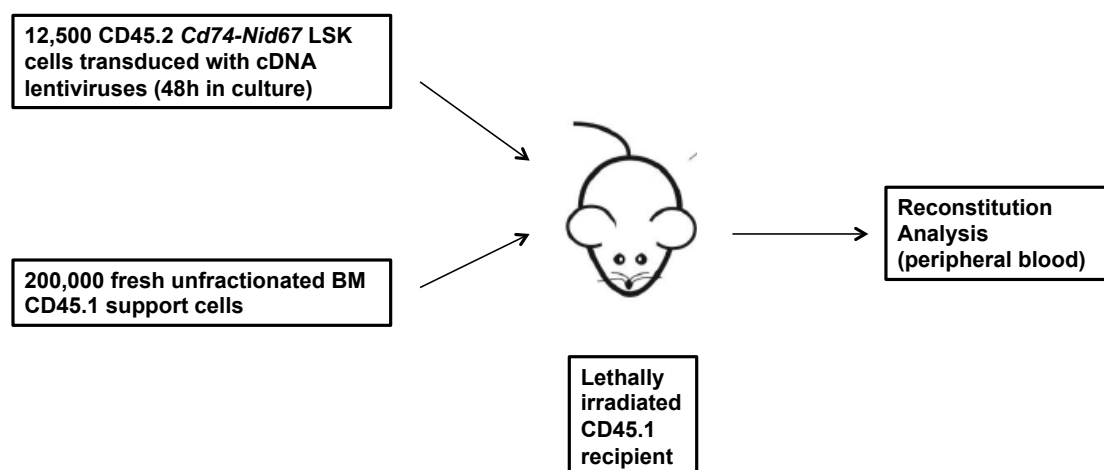 12,500 CD45.2 Cd74-Nid67 LSK
cells transduced with cDNA
lentiviruses (48h in culture)
200,000 fresh unfractionated BM
CD45.1 support cells
Lethally
irradiated
CD45.1
recipient
Reconstitution
Analysis
(peripheral blood)